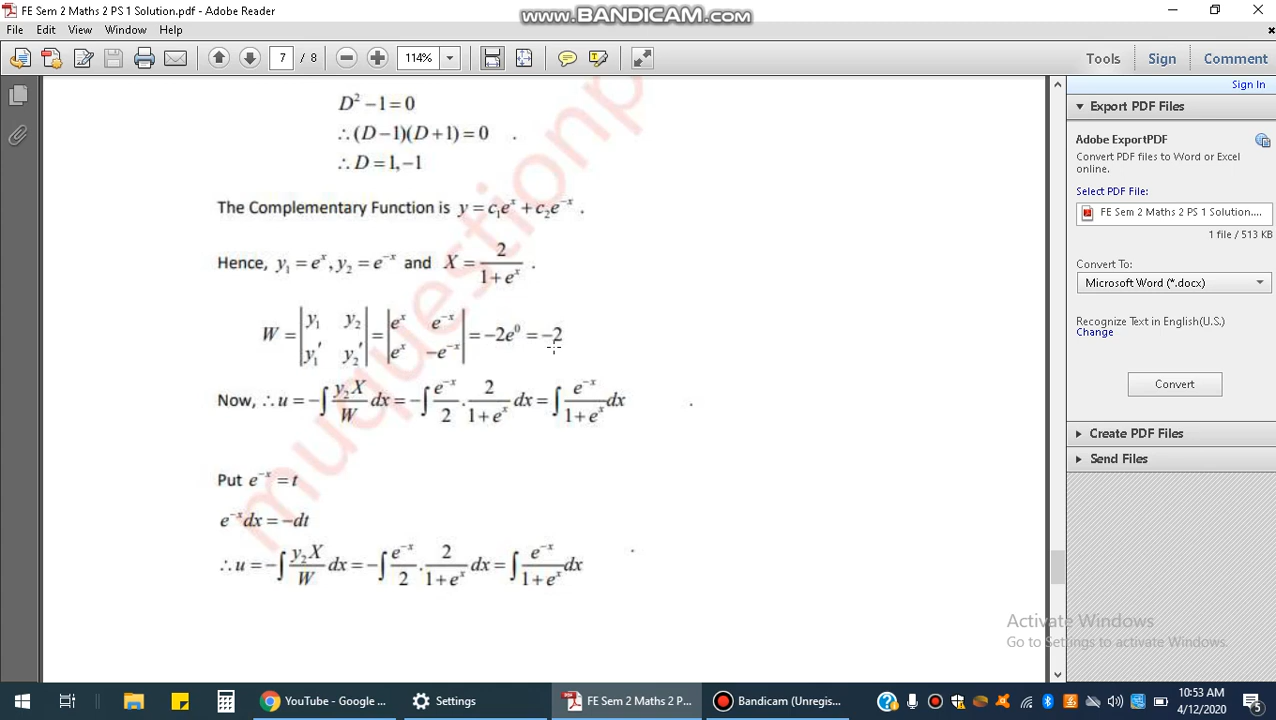 FE Sem 2 Maths 2 PS 1 Solution.pdf - Adobe Reader
www.BANDICAM.com
File Edit View Window Help
7 / 8 114% Tools Sign Comment
Sign In
Export PDF Files
Adobe ExportPDF
Convert PDF files to Word or Excel online.
Select PDF File:
FE Sem 2 Maths 2 PS 1 Solution....
1 file / 513 KB
Convert To:
Microsoft Word (*.docx)
Recognize Text in English(U.S.)
Change
Convert
Create PDF Files
Send Files
D² − 1 = 0
∴ (D − 1)(D + 1) = 0 .
∴ D = 1, −1
The Complementary Function is y = c₁eˣ + c₂e⁻ˣ .
Hence, y₁ = eˣ, y₂ = e⁻ˣ and X = 2 / (1 + eˣ) .
W = |y₁ y₂; y₁′ y₂′| = |eˣ e⁻ˣ; eˣ −e⁻ˣ| = −2e⁰ = −2
Now, ∴ u = −∫ (y₂X / W) dx = −∫ (e⁻ˣ / 2) . (2 / (1 + eˣ)) dx = ∫ (e⁻ˣ / (1 + eˣ)) dx .
Put e⁻ˣ = t
e⁻ˣdx = −dt
∴ u = −∫ (y₂X / W) dx = −∫ (e⁻ˣ / 2) . (2 / (1 + eˣ)) dx = ∫ (e⁻ˣ / (1 + eˣ)) dx .
muquestionp
Activate Windows
Go to Settings to activate Windows.
YouTube - Google ...
Settings
FE Sem 2 Maths 2 P...
Bandicam (Unregis...
10:53 AM
4/12/2020
5